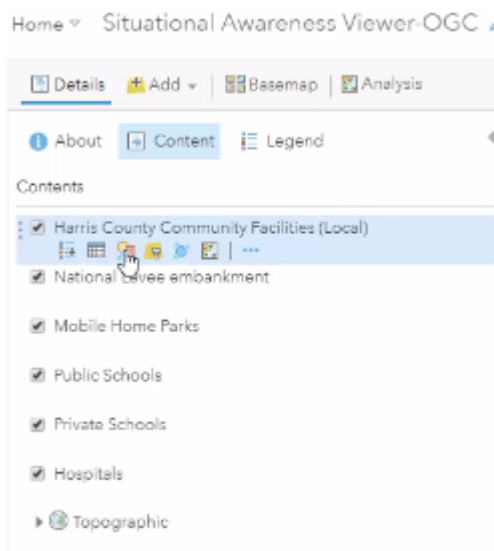 Home Situational Awareness Viewer-OGC
Details Add Basemap Analysis
About Content Legend
Contents
Harris County Community Facilities (Local)
National Levee embankment
Mobile Home Parks
Public Schools
Private Schools
Hospitals
Topographic